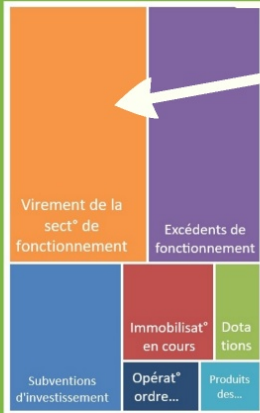 Virement de la
sect° de
fonctionnement
Excédents de
fonctionnement
Subventions
d'investissement
Immobilisat°
en cours
Dota
tions
Opérat°
ordre...
Produits
des...